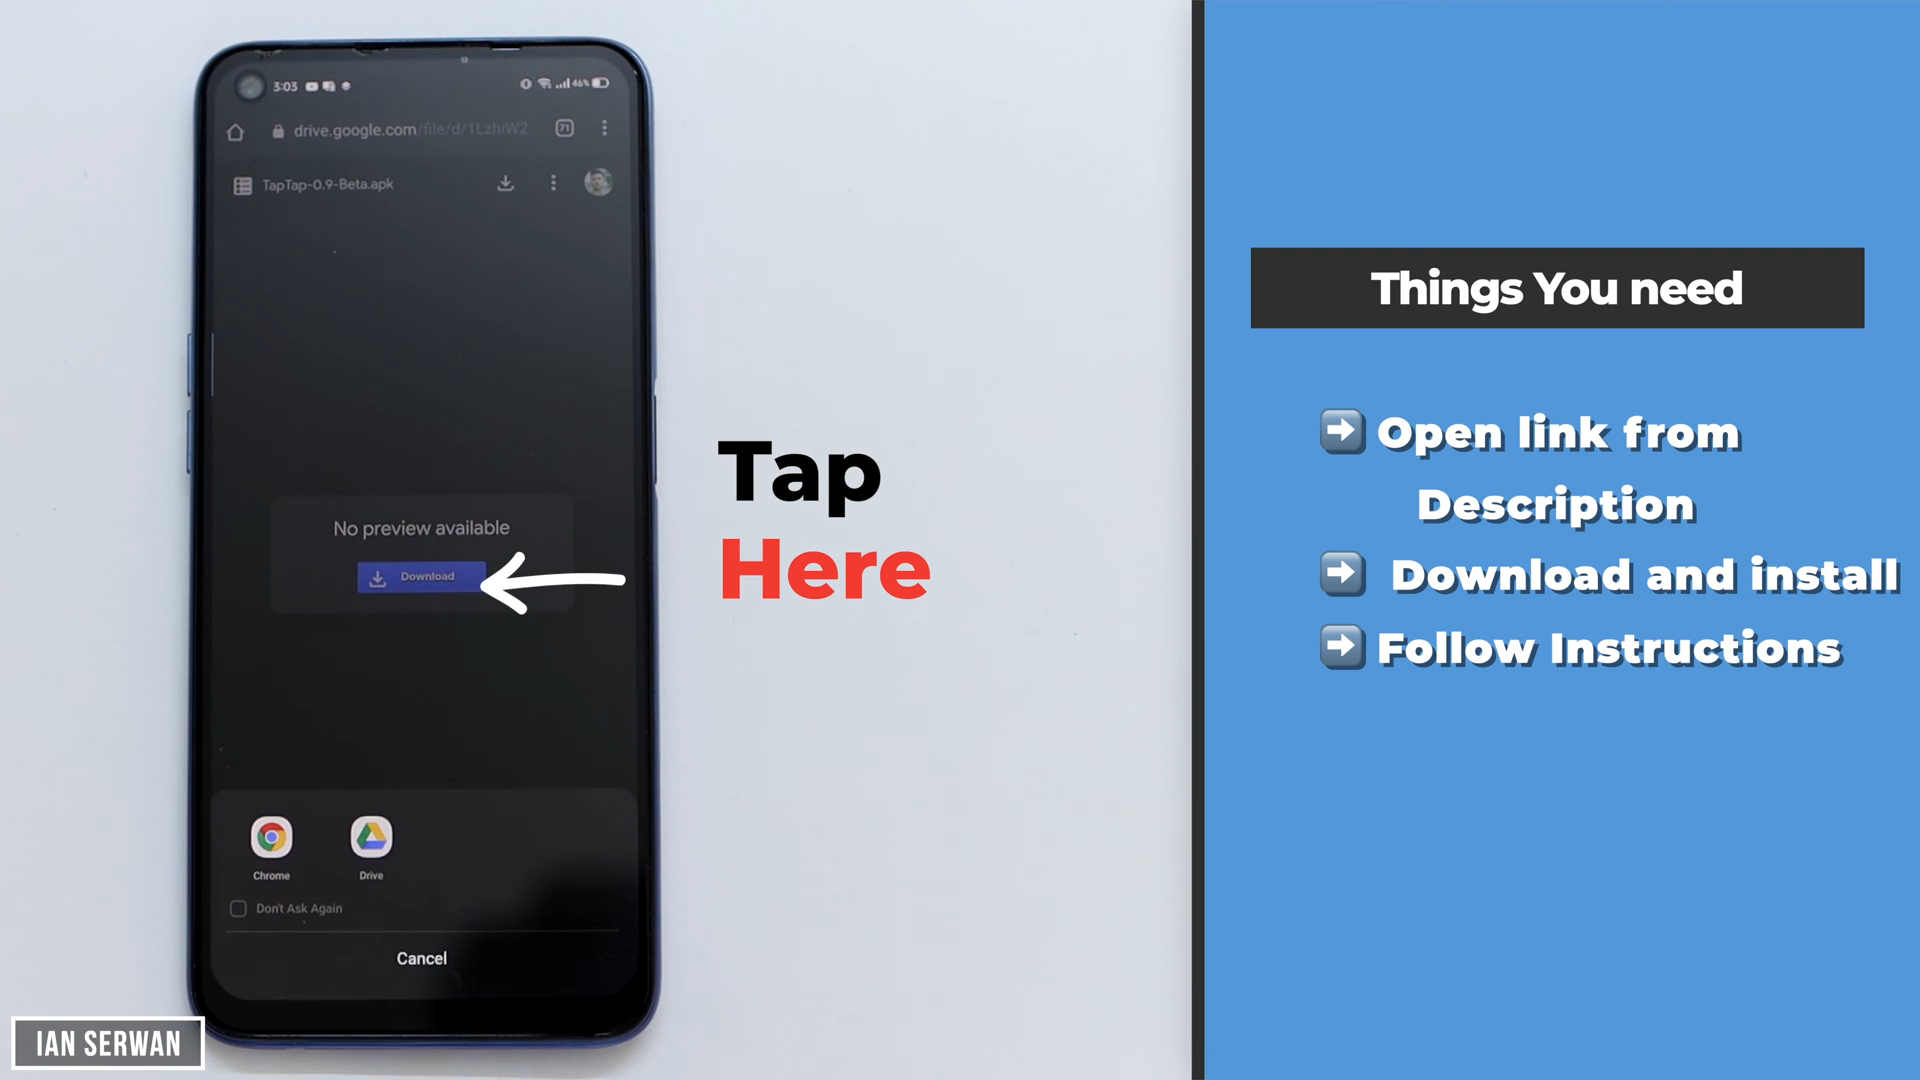 3:03
46%
drive.google.com/file/d/1LzhiW2
71
TapTap-0.9-Beta.apk
No preview available
Download
Chrome
Drive
Don't Ask Again
Cancel
Tap
Here
Things You need
Open link from
Description
Download and install
Follow Instructions
IAN SERWAN